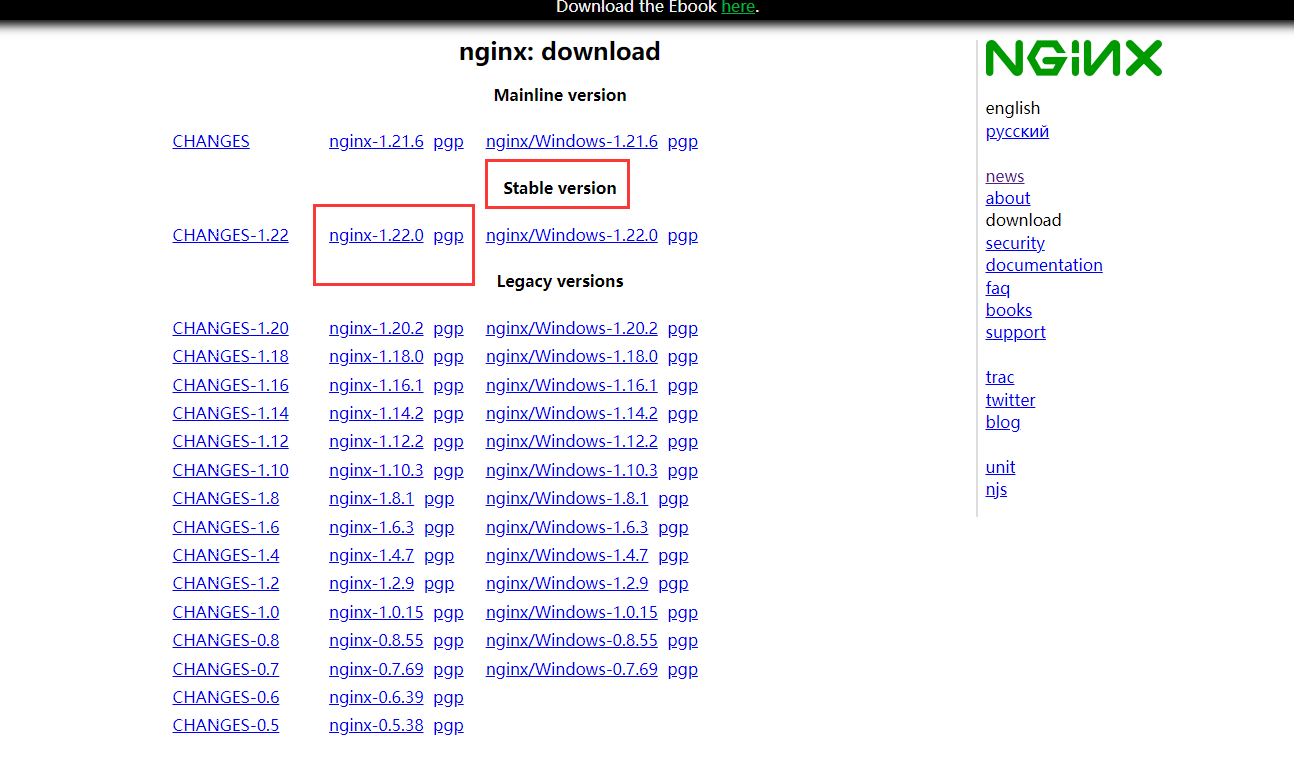 Download the Ebook here.
nginx: download
Mainline version
CHANGES nginx-1.21.6 pgp nginx/Windows-1.21.6 pgp
Stable version
CHANGES-1.22 nginx-1.22.0 pgp nginx/Windows-1.22.0 pgp
Legacy versions
CHANGES-1.20 nginx-1.20.2 pgp nginx/Windows-1.20.2 pgp
CHANGES-1.18 nginx-1.18.0 pgp nginx/Windows-1.18.0 pgp
CHANGES-1.16 nginx-1.16.1 pgp nginx/Windows-1.16.1 pgp
CHANGES-1.14 nginx-1.14.2 pgp nginx/Windows-1.14.2 pgp
CHANGES-1.12 nginx-1.12.2 pgp nginx/Windows-1.12.2 pgp
CHANGES-1.10 nginx-1.10.3 pgp nginx/Windows-1.10.3 pgp
CHANGES-1.8 nginx-1.8.1 pgp nginx/Windows-1.8.1 pgp
CHANGES-1.6 nginx-1.6.3 pgp nginx/Windows-1.6.3 pgp
CHANGES-1.4 nginx-1.4.7 pgp nginx/Windows-1.4.7 pgp
CHANGES-1.2 nginx-1.2.9 pgp nginx/Windows-1.2.9 pgp
CHANGES-1.0 nginx-1.0.15 pgp nginx/Windows-1.0.15 pgp
CHANGES-0.8 nginx-0.8.55 pgp nginx/Windows-0.8.55 pgp
CHANGES-0.7 nginx-0.7.69 pgp nginx/Windows-0.7.69 pgp
CHANGES-0.6 nginx-0.6.39 pgp
CHANGES-0.5 nginx-0.5.38 pgp
NGINX
english
русский
news
about
download
security
documentation
faq
books
support
trac
twitter
blog
unit
njs